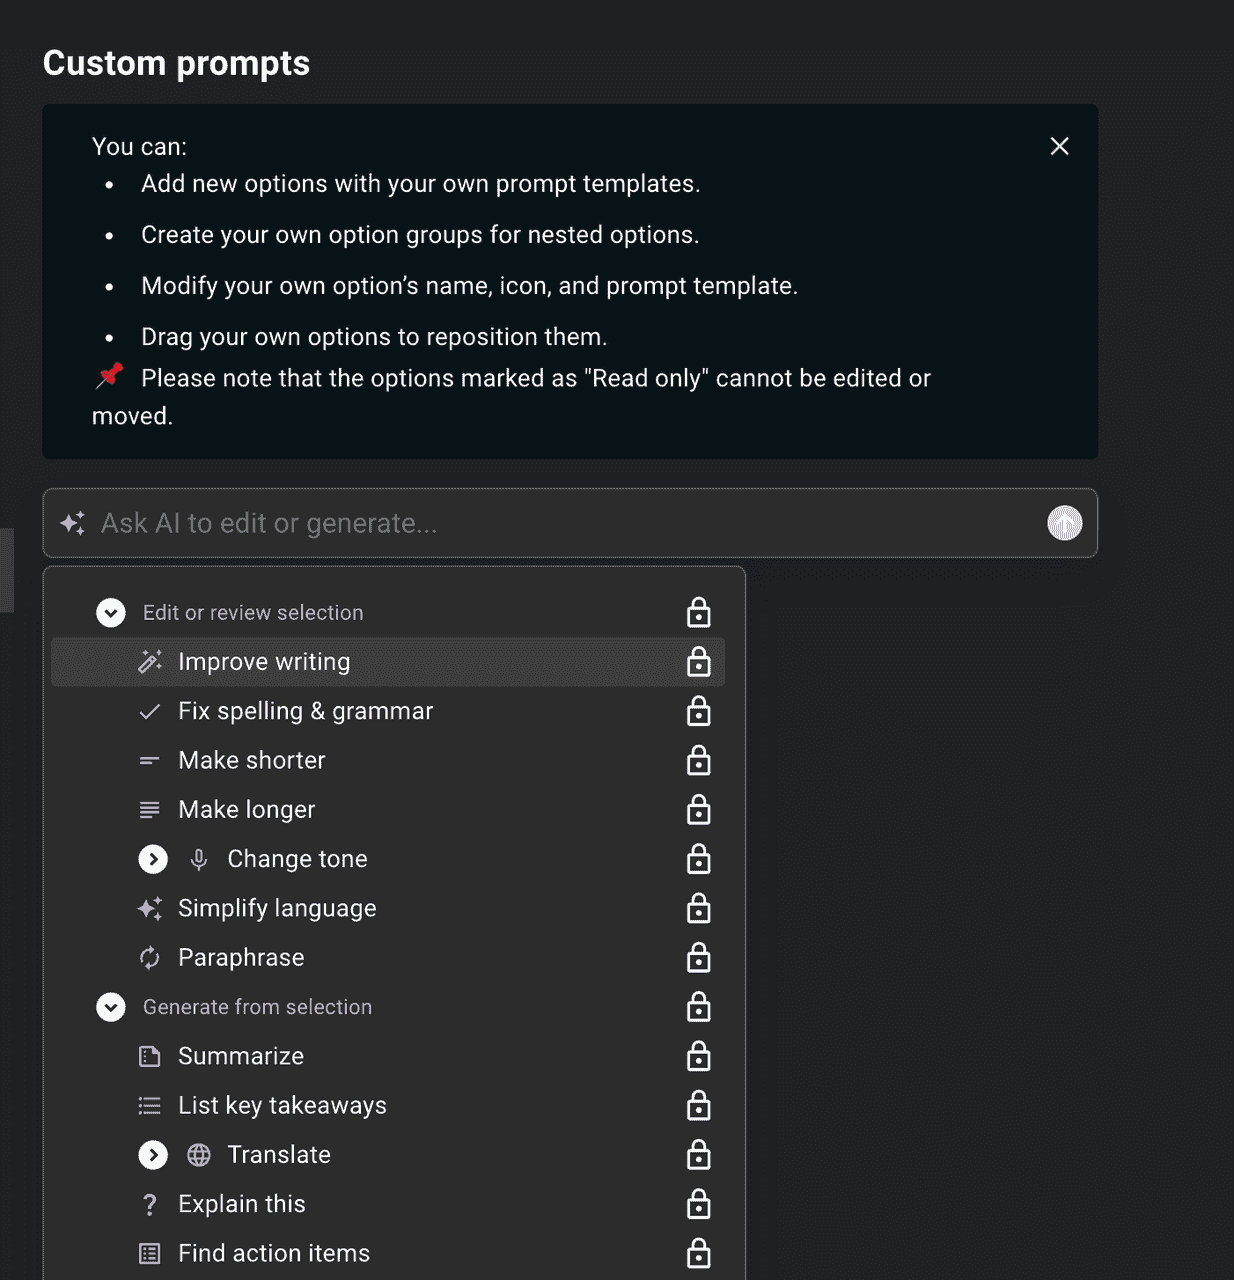 Custom prompts
You can:
• Add new options with your own prompt templates.
• Create your own option groups for nested options.
• Modify your own option’s name, icon, and prompt template.
• Drag your own options to reposition them.
📌 Please note that the options marked as "Read only" cannot be edited or
moved.
Ask AI to edit or generate...
Edit or review selection
Improve writing
Fix spelling & grammar
Make shorter
Make longer
Change tone
Simplify language
Paraphrase
Generate from selection
Summarize
List key takeaways
Translate
Explain this
Find action items